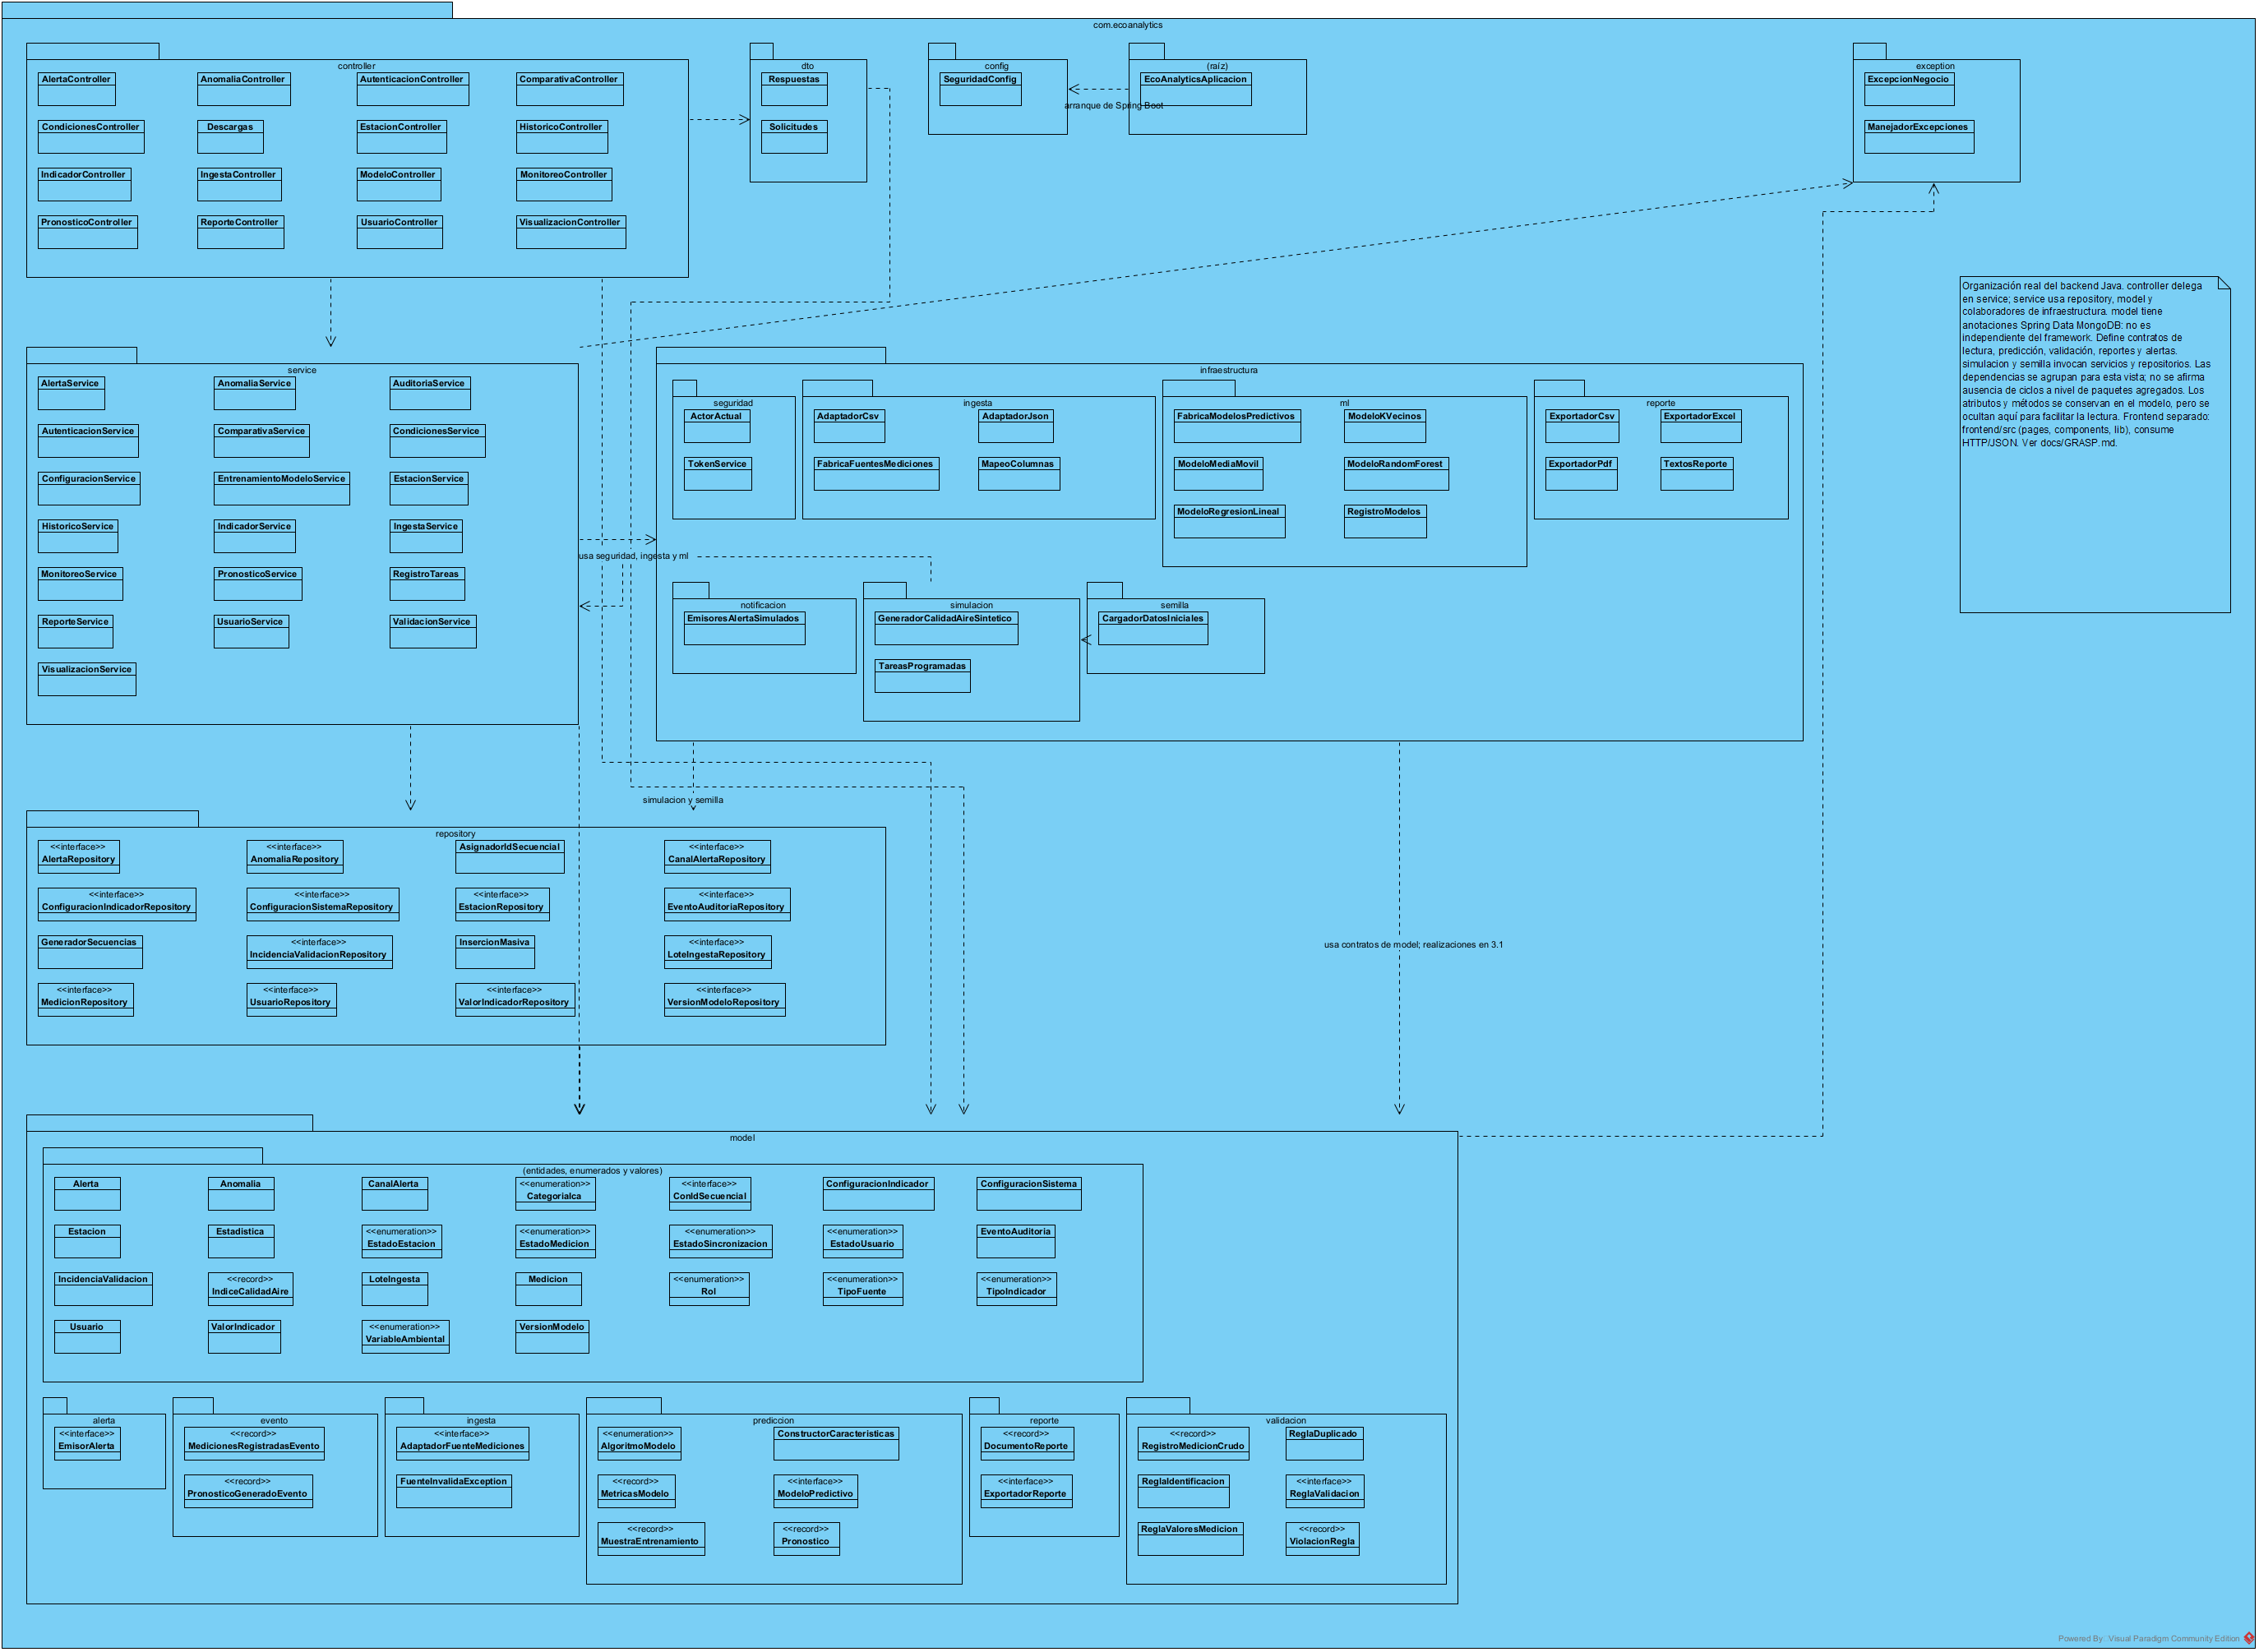 com.ecoanalytics
controller
AlertaController
AnomaliaController
AutenticacionController
ComparativaController
CondicionesController
Descargas
EstacionController
HistoricoController
IndicadorController
IngestaController
ModeloController
MonitoreoController
PronosticoController
ReporteController
UsuarioController
VisualizacionController
dto
Respuestas
Solicitudes
config
SeguridadConfig
(raíz)
EcoAnalyticsAplicacion
arranque de Spring Boot
exception
ExcepcionNegocio
ManejadorExcepciones
Organización real del backend Java. controller delega
en service; service usa repository, model y
colaboradores de infraestructura. model tiene
anotaciones Spring Data MongoDB: no es
independiente del framework. Define contratos de
lectura, predicción, validación, reportes y alertas.
simulacion y semilla invocan servicios y repositorios. Las
dependencias se agrupan para esta vista; no se afirma
ausencia de ciclos a nivel de paquetes agregados. Los
atributos y métodos se conservan en el modelo, pero se
ocultan aquí para facilitar la lectura. Frontend separado:
frontend/src (pages, components, lib), consume
HTTP/JSON. Ver docs/GRASP.md.
service
AlertaService
AnomaliaService
AuditoriaService
AutenticacionService
ComparativaService
CondicionesService
ConfiguracionService
EntrenamientoModeloService
EstacionService
HistoricoService
IndicadorService
IngestaService
MonitoreoService
PronosticoService
RegistroTareas
ReporteService
UsuarioService
ValidacionService
VisualizacionService
usa seguridad, ingesta y ml
infraestructura
seguridad
ActorActual
TokenService
ingesta
AdaptadorCsv
AdaptadorJson
FabricaFuentesMediciones
MapeoColumnas
ml
FabricaModelosPredictivos
ModeloKVecinos
ModeloMediaMovil
ModeloRandomForest
ModeloRegresionLineal
RegistroModelos
reporte
ExportadorCsv
ExportadorExcel
ExportadorPdf
TextosReporte
notificacion
EmisoresAlertaSimulados
simulacion
GeneradorCalidadAireSintetico
TareasProgramadas
semilla
CargadorDatosIniciales
simulacion y semilla
repository
<<interface>>
AlertaRepository
<<interface>>
AnomaliaRepository
AsignadorIdSecuencial
<<interface>>
CanalAlertaRepository
<<interface>>
ConfiguracionIndicadorRepository
<<interface>>
ConfiguracionSistemaRepository
<<interface>>
EstacionRepository
<<interface>>
EventoAuditoriaRepository
GeneradorSecuencias
<<interface>>
IncidenciaValidacionRepository
InsercionMasiva
<<interface>>
LoteIngestaRepository
<<interface>>
MedicionRepository
<<interface>>
UsuarioRepository
<<interface>>
ValorIndicadorRepository
<<interface>>
VersionModeloRepository
usa contratos de model; realizaciones en 3.1
model
(entidades, enumerados y valores)
Alerta
Anomalia
CanalAlerta
<<enumeration>>
CategoriaIca
<<interface>>
ConIdSecuencial
ConfiguracionIndicador
ConfiguracionSistema
Estacion
Estadistica
<<enumeration>>
EstadoEstacion
<<enumeration>>
EstadoMedicion
<<enumeration>>
EstadoSincronizacion
<<enumeration>>
EstadoUsuario
EventoAuditoria
IncidenciaValidacion
<<record>>
IndiceCalidadAire
LoteIngesta
Medicion
<<enumeration>>
Rol
<<enumeration>>
TipoFuente
<<enumeration>>
TipoIndicador
Usuario
ValorIndicador
<<enumeration>>
VariableAmbiental
VersionModelo
alerta
<<interface>>
EmisorAlerta
evento
<<record>>
MedicionesRegistradasEvento
<<record>>
PronosticoGeneradoEvento
ingesta
<<interface>>
AdaptadorFuenteMediciones
FuenteInvalidaException
prediccion
<<enumeration>>
AlgoritmoModelo
ConstructorCaracteristicas
<<record>>
MetricasModelo
<<interface>>
ModeloPredictivo
<<record>>
MuestraEntrenamiento
<<record>>
Pronostico
reporte
<<record>>
DocumentoReporte
<<interface>>
ExportadorReporte
validacion
<<record>>
RegistroMedicionCrudo
ReglaDuplicado
ReglaIdentificacion
<<interface>>
ReglaValidacion
ReglaValoresMedicion
<<record>>
ViolacionRegla
Powered By: Visual Paradigm Community Edition